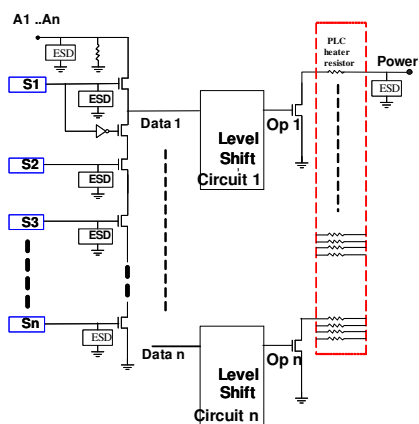 A1 ..An
PLC
heater
resistor
Power
ESD
ESD
S1
ESD
Data 1
Op 1
Level
Shift
Circuit 1
S2
ESD
S3
ESD
Sn
ESD
Data n
Op n
Level
Shift
Circuit n